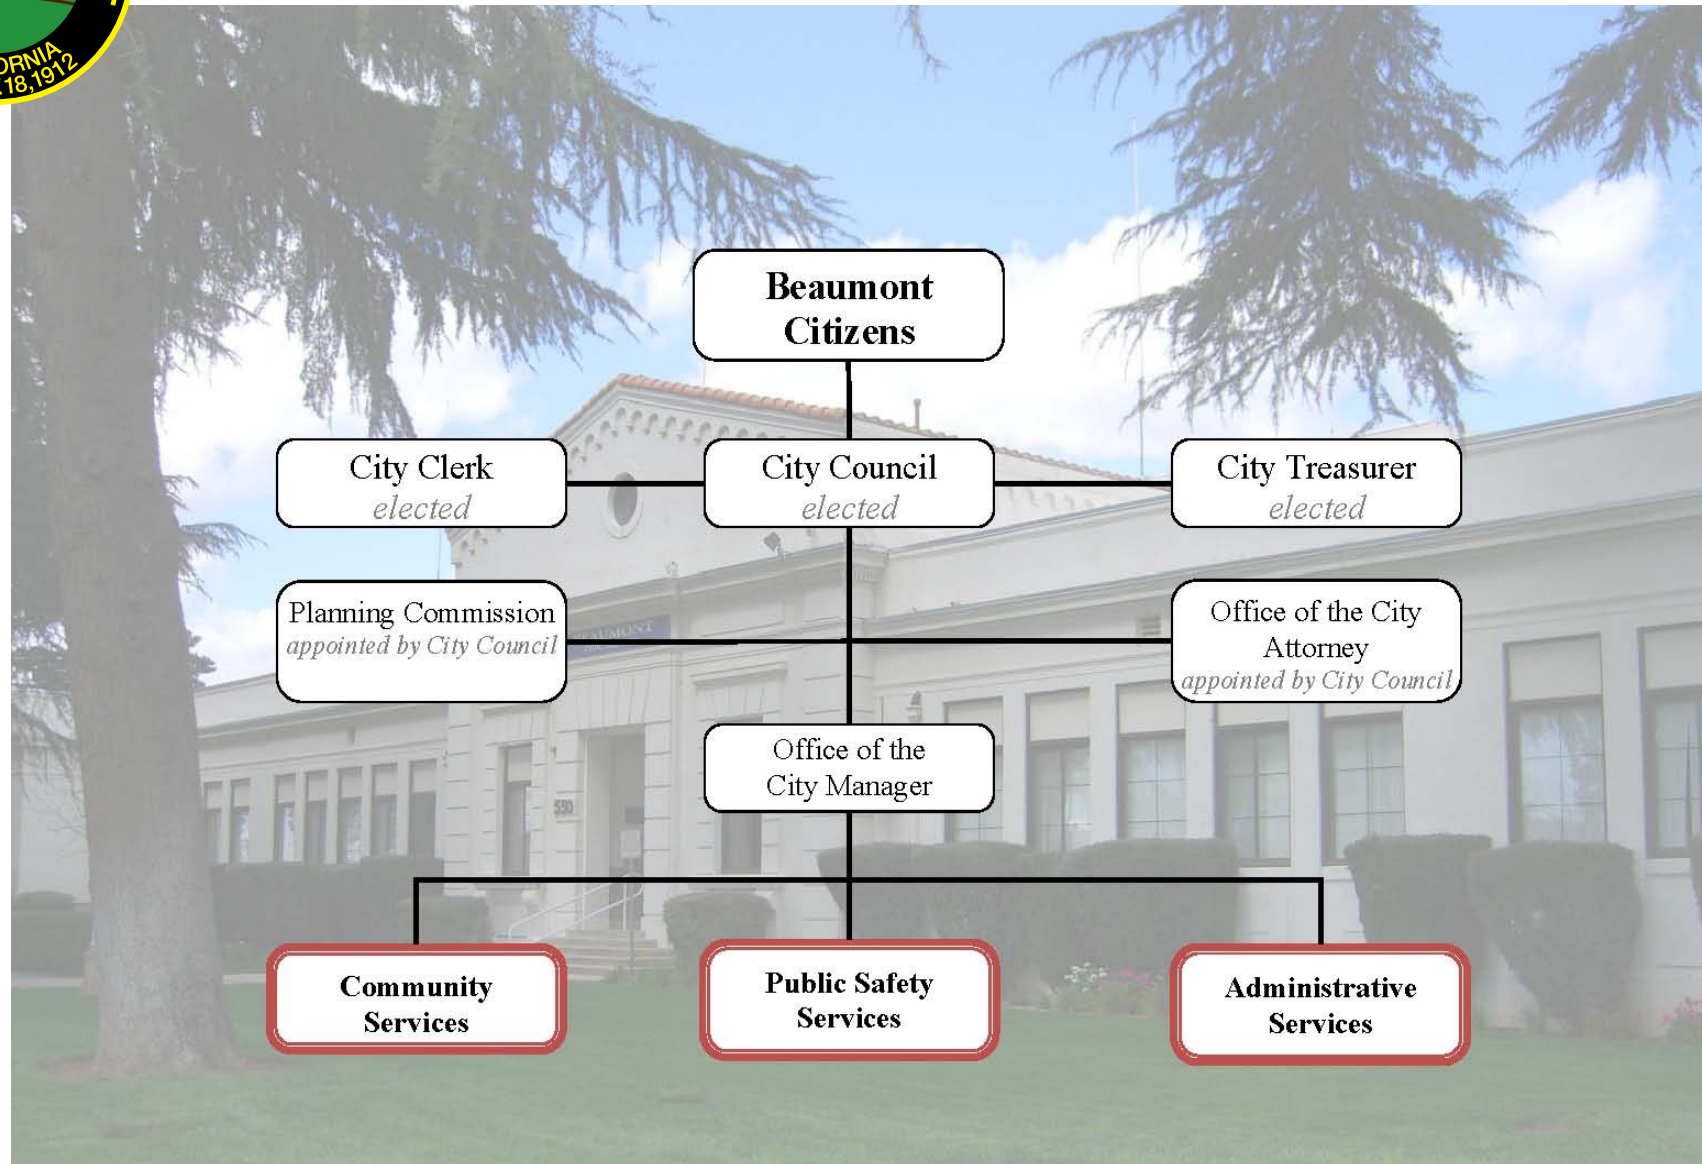 ORNIA
.18,1912
Beaumont
Citizens
City Clerk
elected
City Council
elected
City Treasurer
elected
Planning Commission
appointed by City Council
BEAUMONT
Office of the City
Attorney
appointed by City Council
Office of the
City Manager
550
Community
Services
Public Safety
Services
Administrative
Services